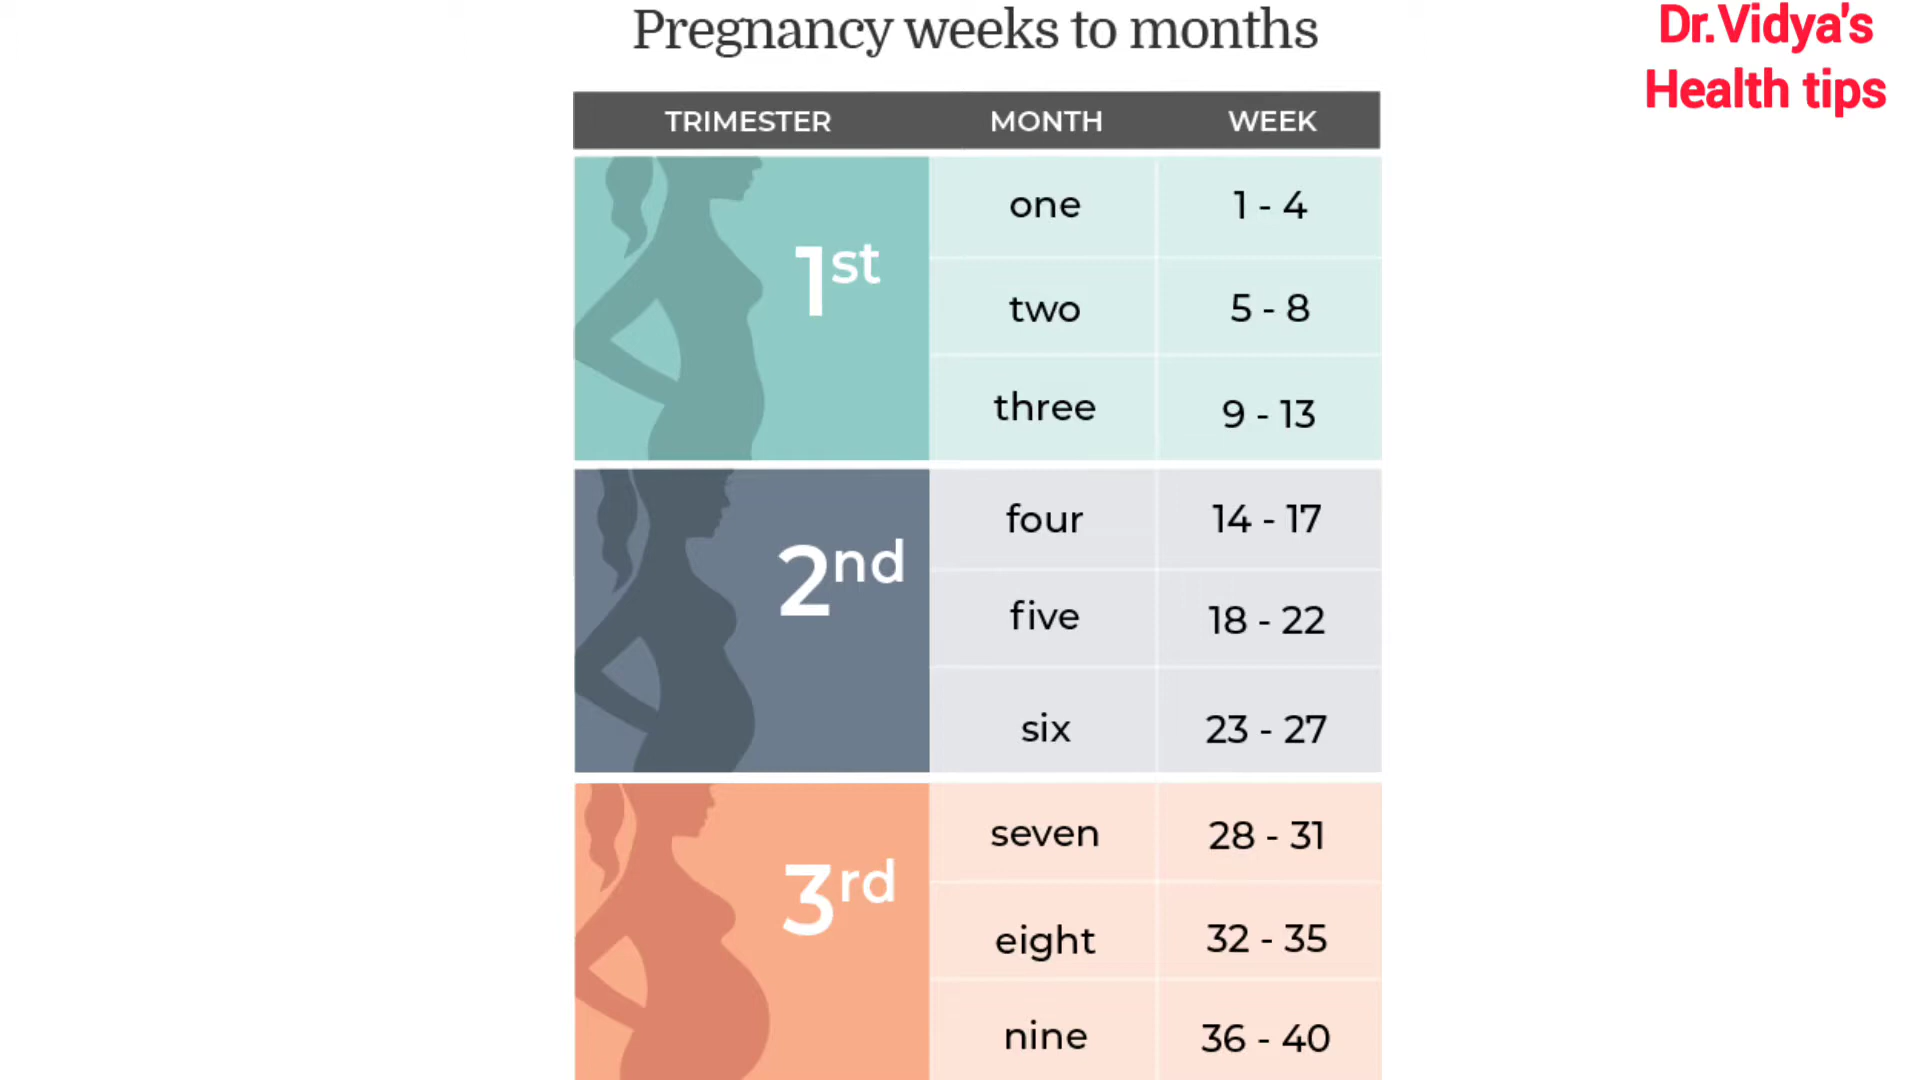 Pregnancy weeks to months
Dr.Vidya's
Health tips
TRIMESTER MONTH WEEK
1st
one 1 - 4
two 5 - 8
three 9 - 13
2nd
four 14 - 17
five 18 - 22
six 23 - 27
3rd
seven 28 - 31
eight 32 - 35
nine 36 - 40